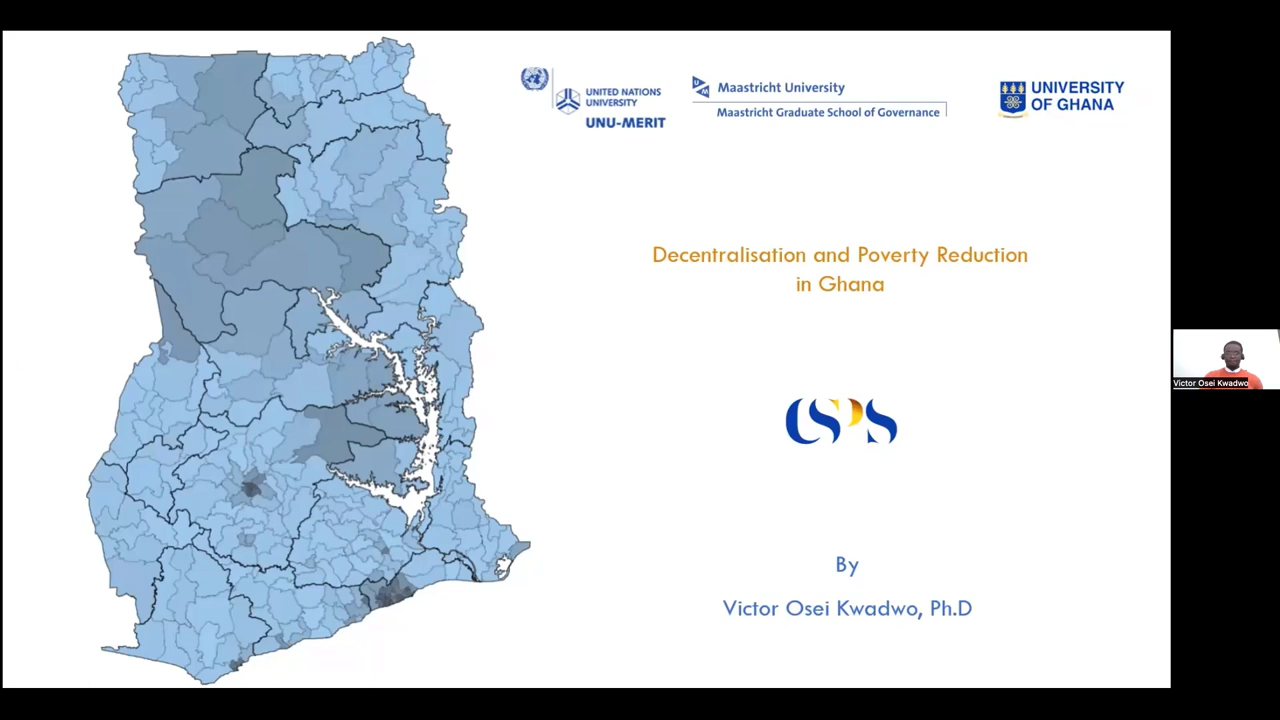 UNITED NATIONS
UNIVERSITY
UNU-MERIT
Maastricht University
Maastricht Graduate School of Governance
UNIVERSITY
OF GHANA
Decentralisation and Poverty Reduction
in Ghana
CSPS
By
Victor Osei Kwadwo, Ph.D
Victor Osei Kwadwo